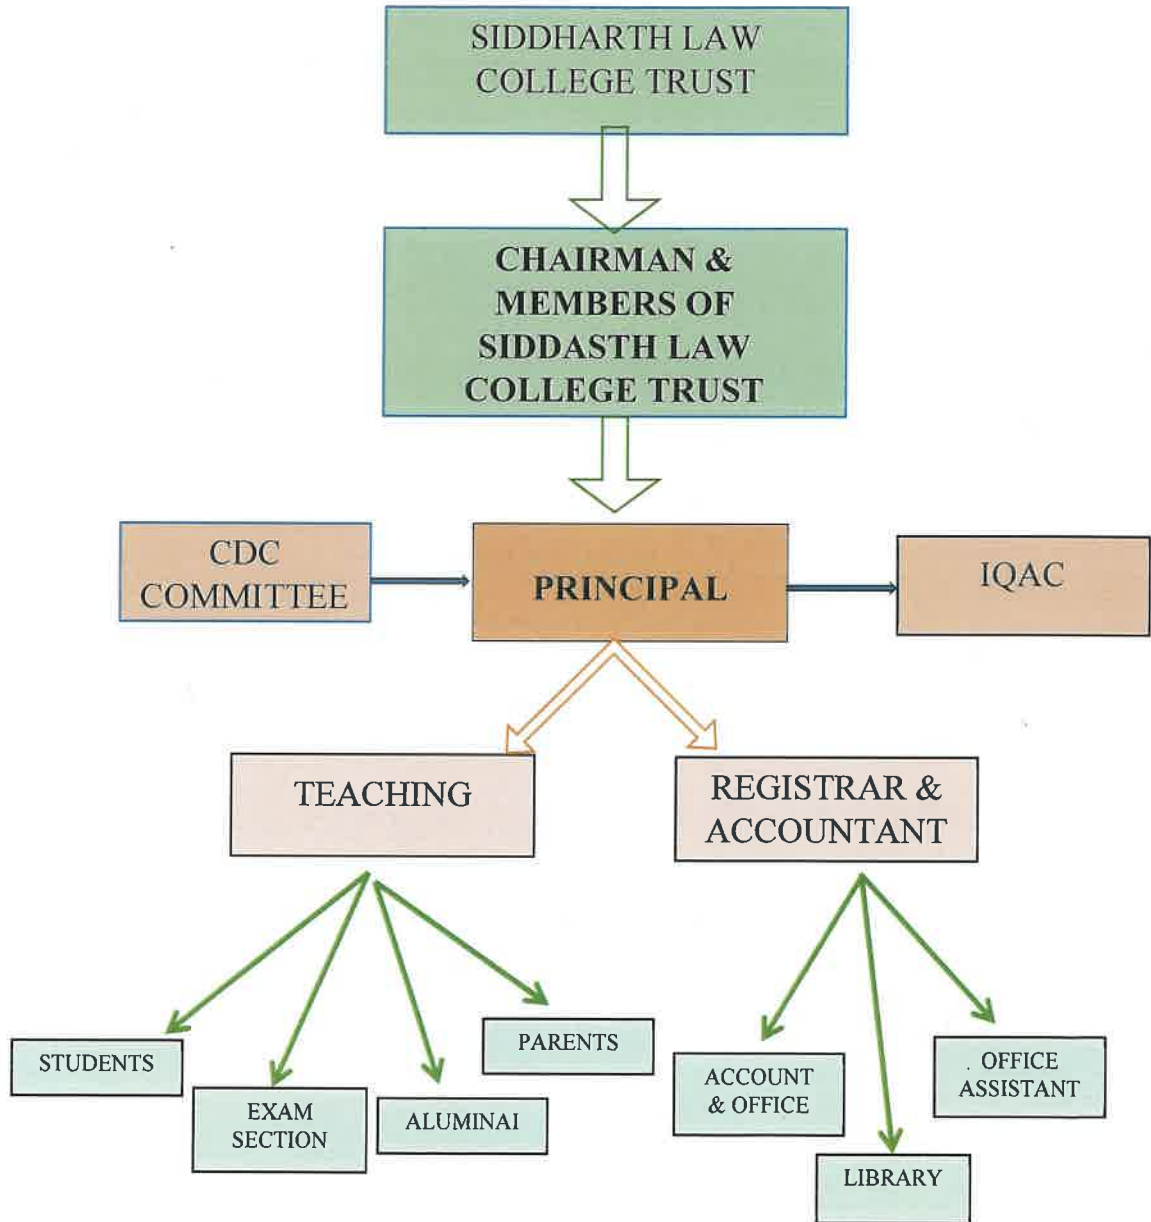 SIDDHARTH LAW
COLLEGE TRUST
CHAIRMAN &
MEMBERS OF
SIDDASTH LAW
COLLEGE TRUST
CDC
COMMITTEE
PRINCIPAL
IQAC
TEACHING
REGISTRAR &
ACCOUNTANT
STUDENTS
EXAM
SECTION
ALUMINAI
PARENTS
ACCOUNT
& OFFICE
LIBRARY
OFFICE
ASSISTANT